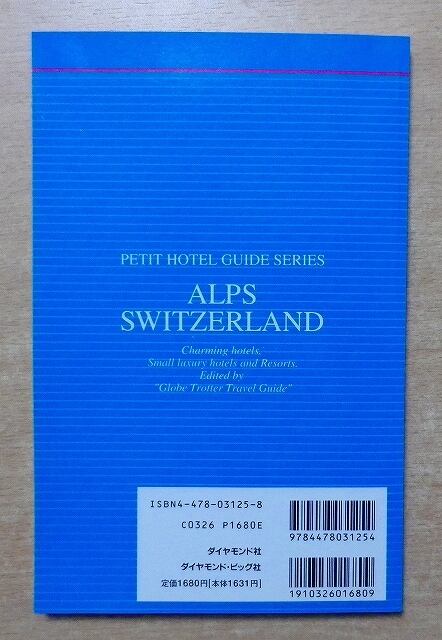 PETIT HOTEL GUIDE SERIES
ALPS
SWITZERLAND
Charming hotels.
Small luxury hotels and Resorts.
Edited by
"Globe Trotter Travel Guide"
ISBN4-478-03125-8
C0326 P1680E
ダイヤモンド社
ダイヤモンド・ビッグ社
定価1680円[本体1631円]
9784478031254
1910326016809